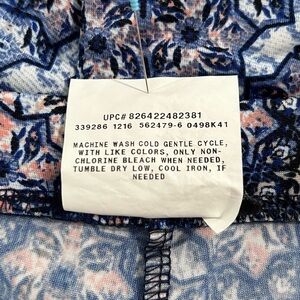 UPC# 826422482381
339286 1216 562479-6 0498K41
MACHINE WASH COLD GENTLE CYCLE,
WITH LIKE COLORS, ONLY NON-
CHLORINE BLEACH WHEN NEEDED,
TUMBLE DRY LOW, COOL IRON, IF
NEEDED